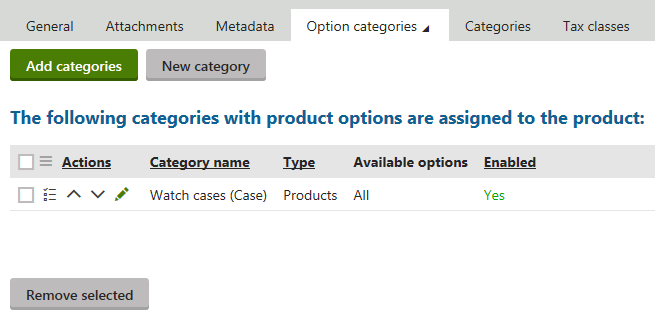 General Attachments Metadata Option categories Categories Tax classes
Add categories New category
The following categories with product options are assigned to the product:
Actions Category name Type Available options Enabled
Watch cases (Case) Products All Yes
Remove selected